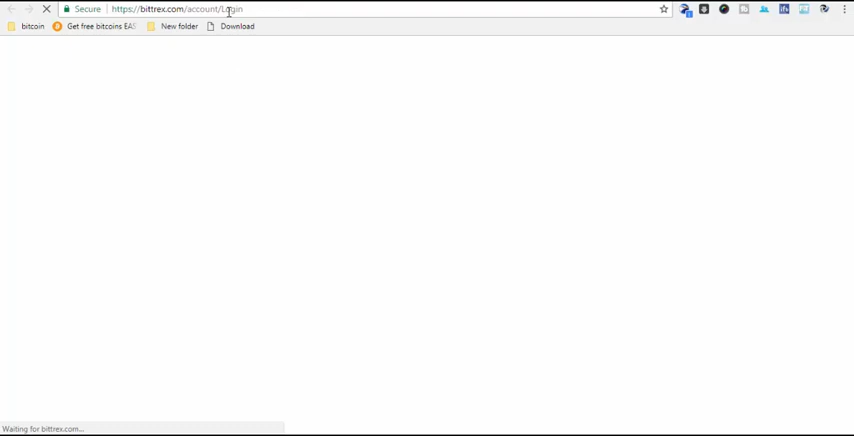 Secure https://bittrex.com/account/Login
bitcoin Get free bitcoins EAS New folder Download
Waiting for bittrex.com...